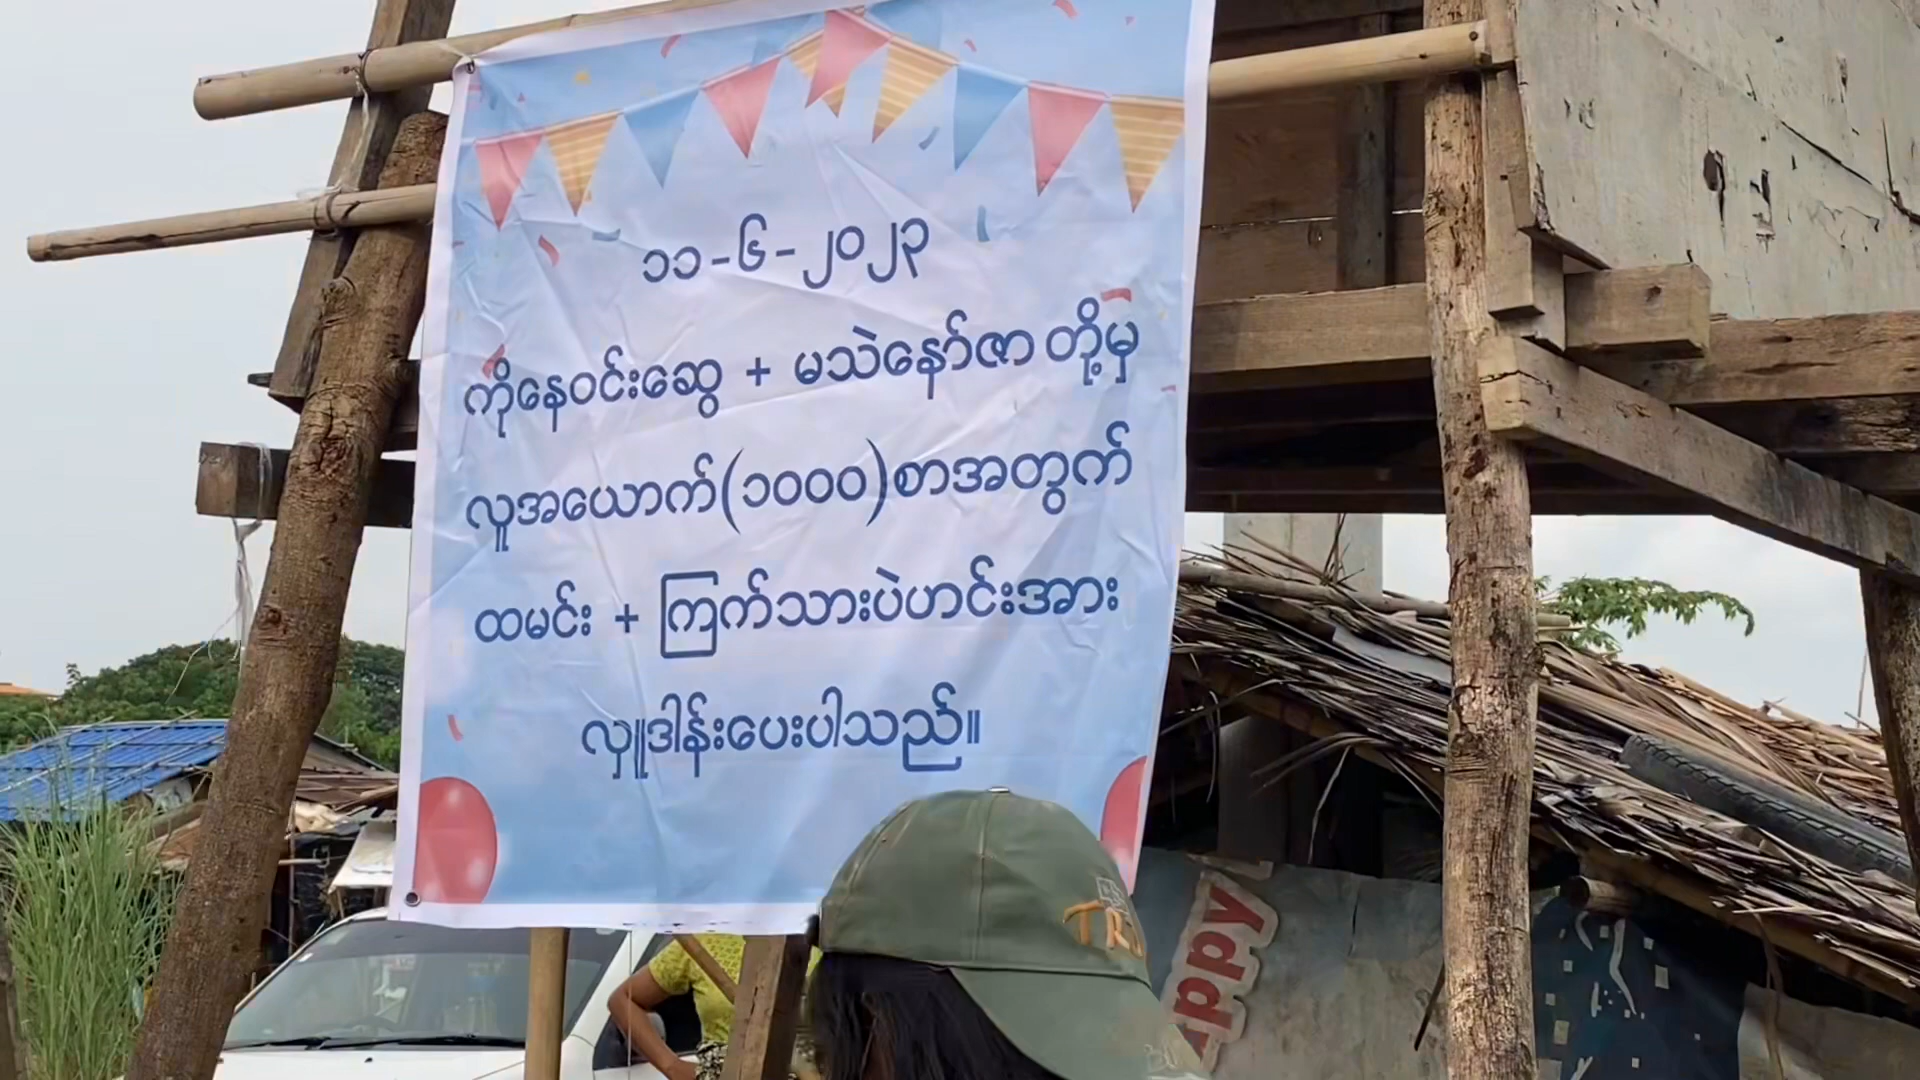 ၁၁-၆-၂၀၂၃
ကိုနေဝင်းဆွေ + မသဲနော်ဇာ တို့မှ
လူအယောက်(၁၀၀၀)စာအတွက်
ထမင်း + ကြက်သားပဲဟင်းအား
လှူဒါန်းပေးပါသည်။